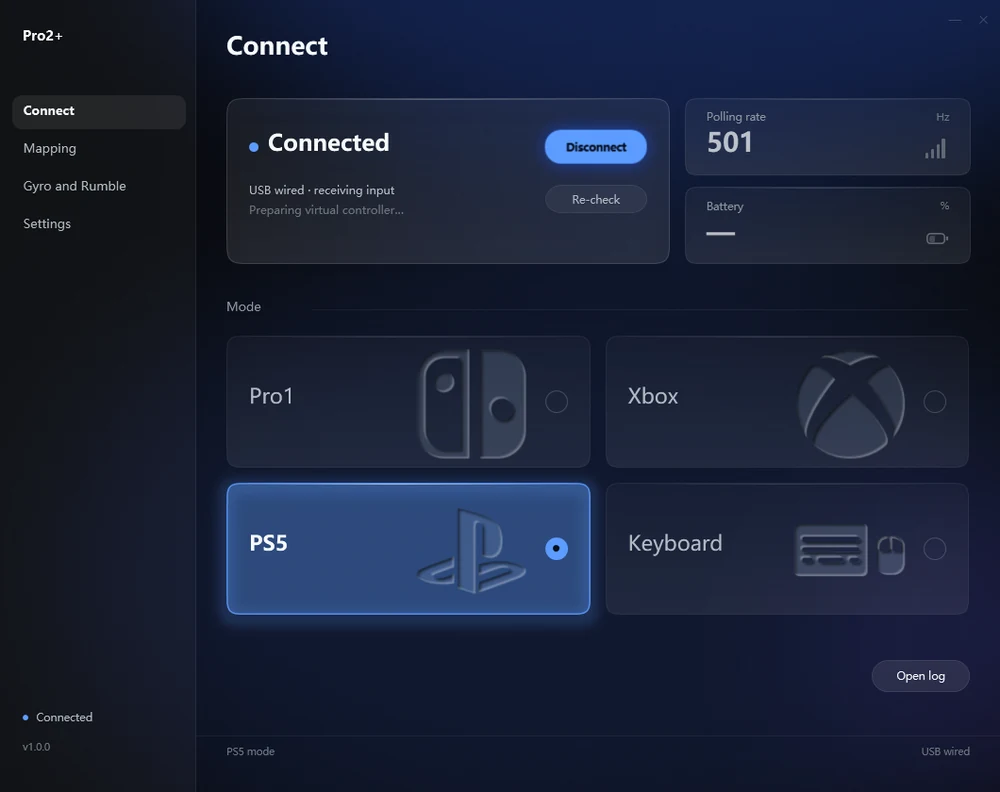 Pro2+
Connect
Mapping
Gyro and Rumble
Settings
Connected
v1.0.0
Connect
Connected
Disconnect
USB wired · receiving input
Preparing virtual controller...
Re-check
Polling rate
Hz
501
Battery
%
Mode
Pro1
Xbox
PS5
Keyboard
Open log
PS5 mode
USB wired